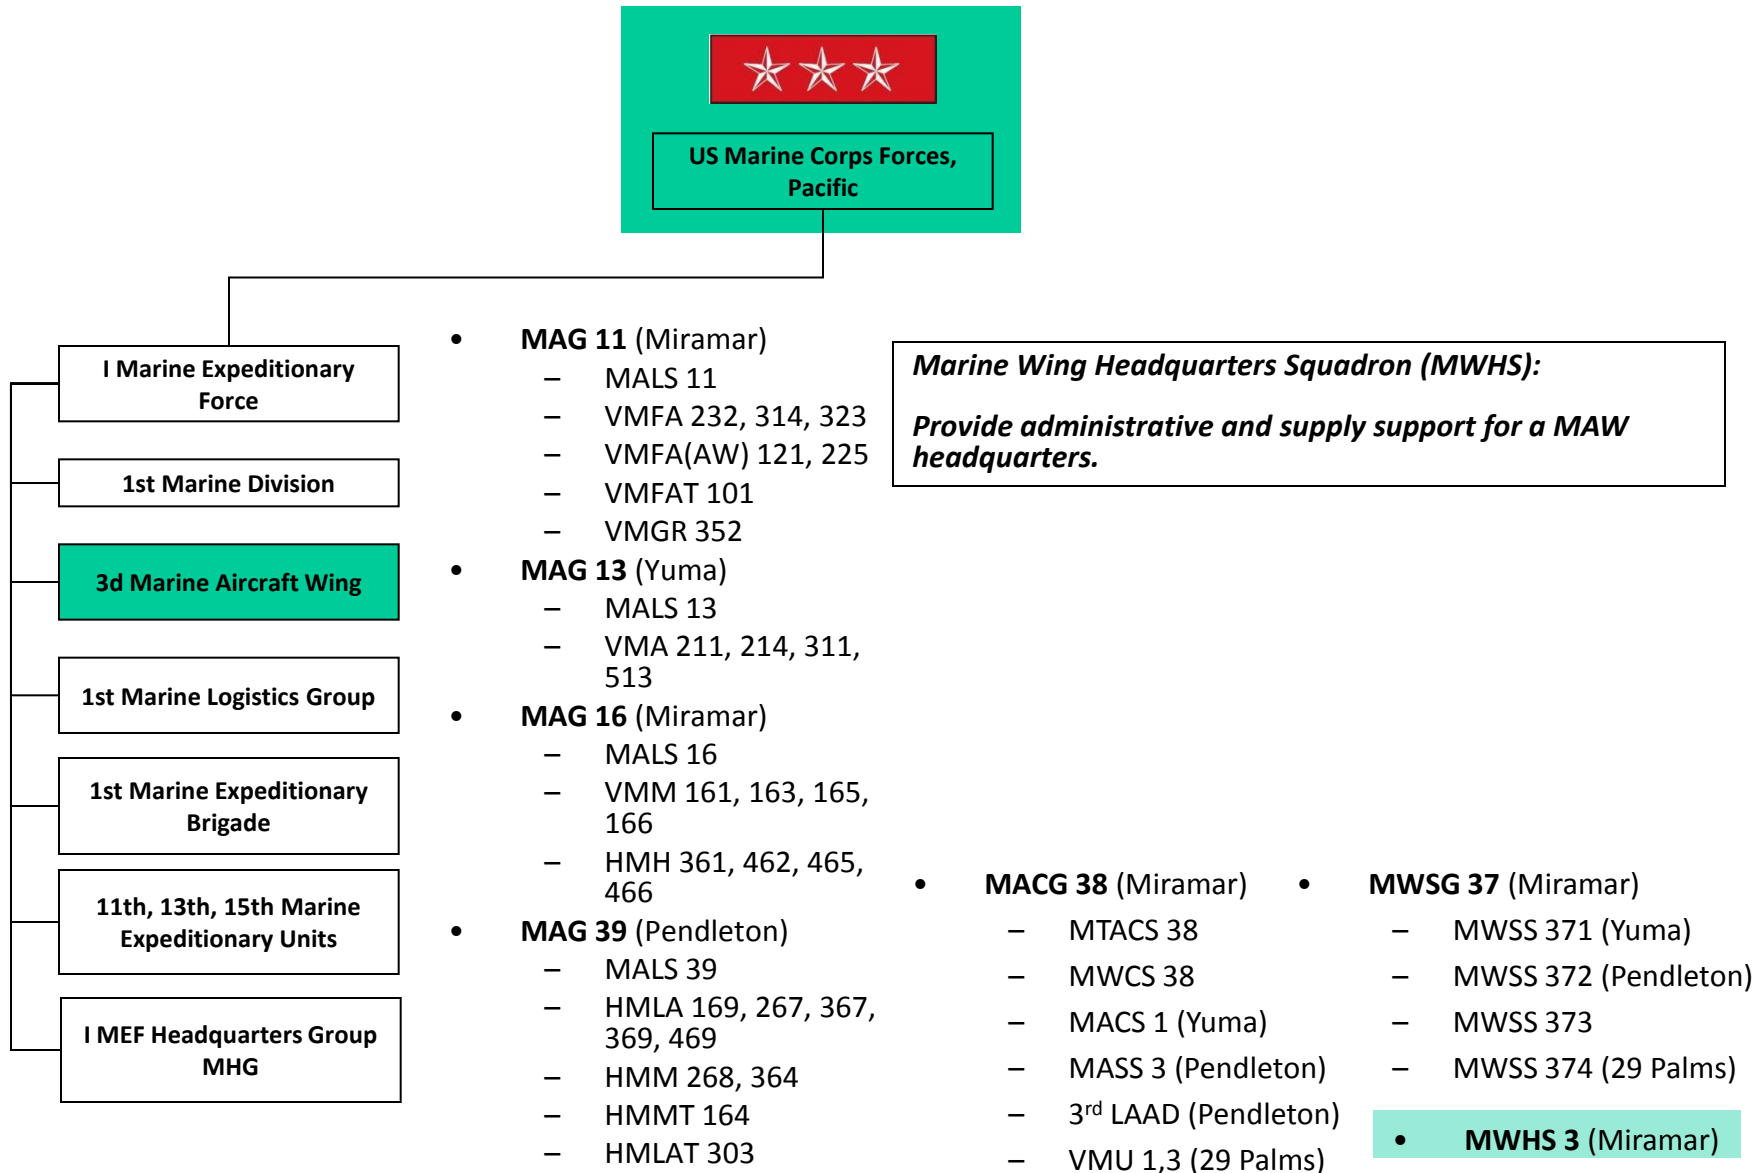 US Marine Corps Forces,
Pacific
I Marine Expeditionary
Force
1st Marine Division
3d Marine Aircraft Wing
1st Marine Logistics Group
1st Marine Expeditionary
Brigade
11th, 13th, 15th Marine
Expeditionary Units
I MEF Headquarters Group
MHG
• MAG 11 (Miramar)
– MALS 11
– VMFA 232, 314, 323
– VMFA(AW) 121, 225
– VMFAT 101
– VMGR 352
• MAG 13 (Yuma)
– MALS 13
– VMA 211, 214, 311,
513
• MAG 16 (Miramar)
– MALS 16
– VMM 161, 163, 165,
166
– HMH 361, 462, 465,
466
• MAG 39 (Pendleton)
– MALS 39
– HMLA 169, 267, 367,
369, 469
– HMM 268, 364
– HMMT 164
– HMLAT 303
Marine Wing Headquarters Squadron (MWHS):
Provide administrative and supply support for a MAW
headquarters.
• MACG 38 (Miramar)
– MTACS 38
– MWCS 38
– MACS 1 (Yuma)
– MASS 3 (Pendleton)
– 3rd LAAD (Pendleton)
– VMU 1,3 (29 Palms)
• MWSG 37 (Miramar)
– MWSS 371 (Yuma)
– MWSS 372 (Pendleton)
– MWSS 373
– MWSS 374 (29 Palms)
• MWHS 3 (Miramar)